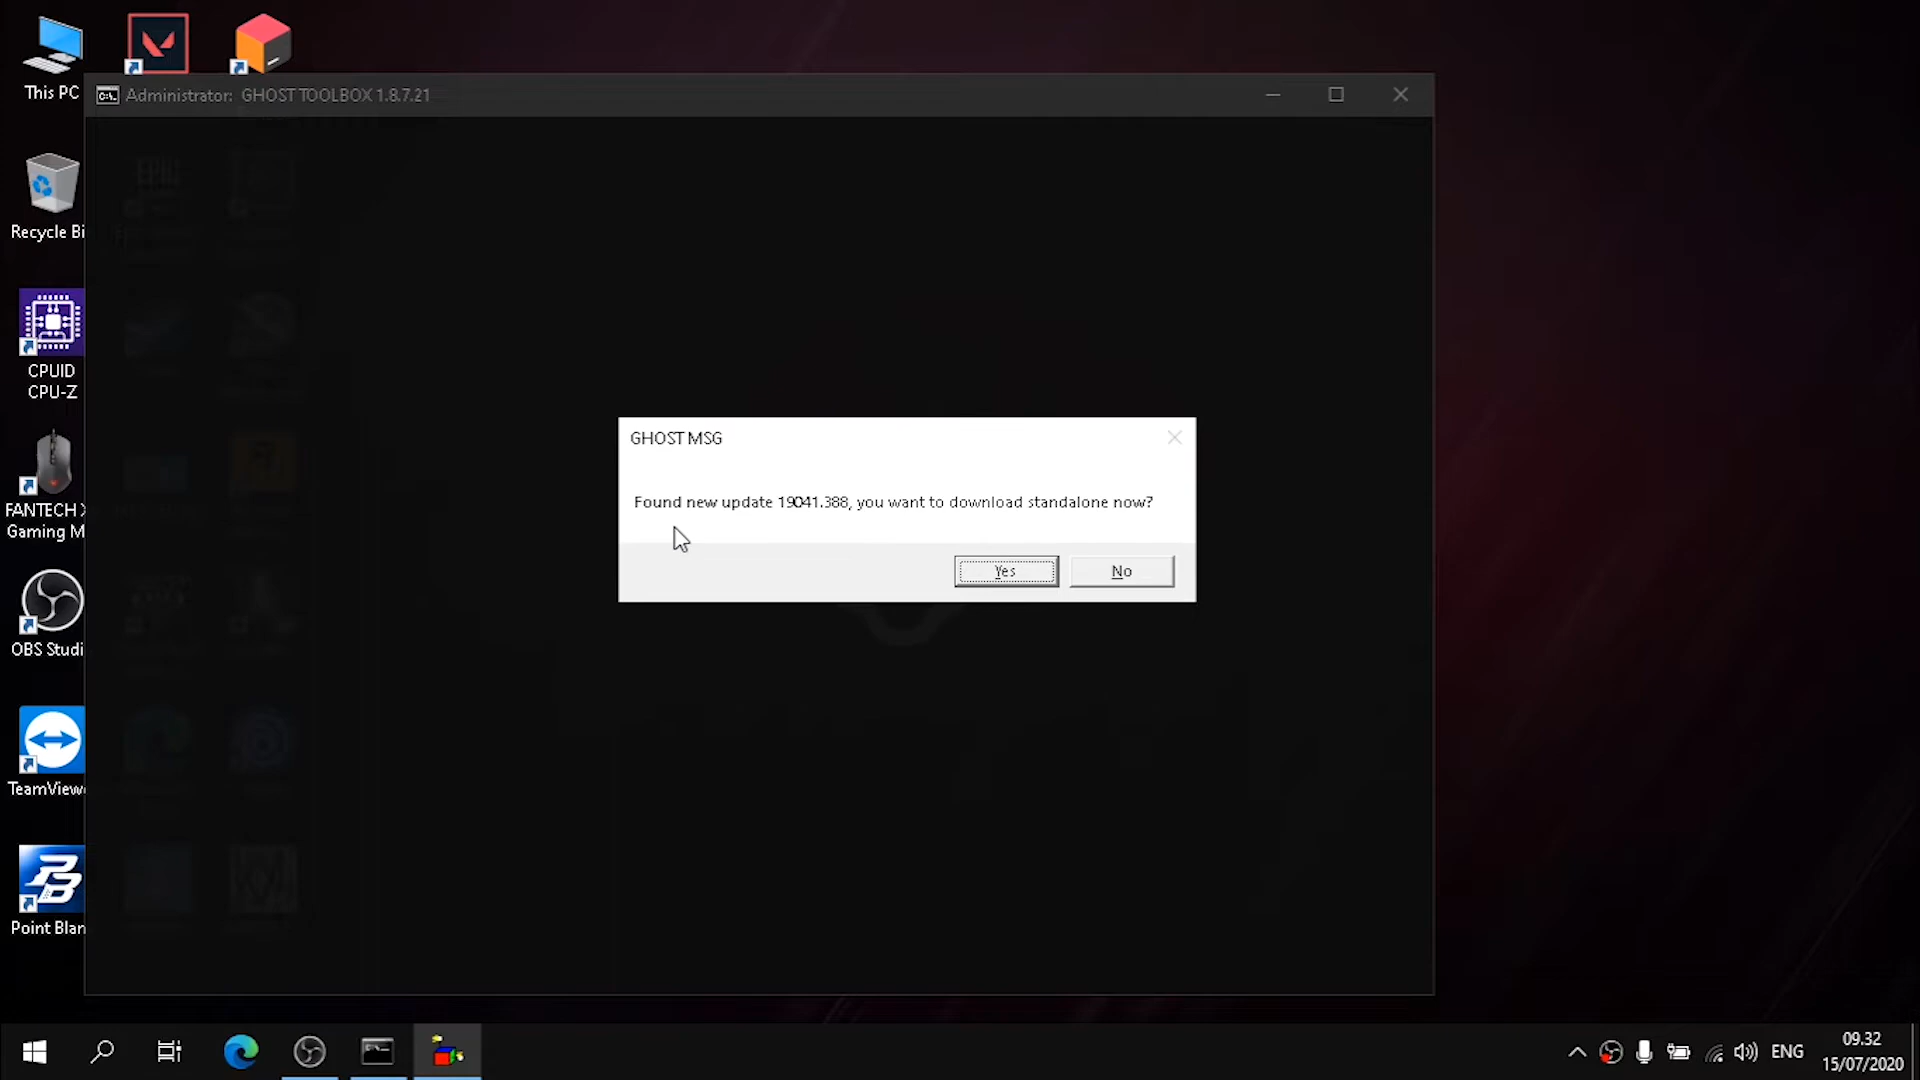 This PC
Administrator: GHOST TOOLBOX 1.8.7.21
Recycle Bi
CPUID
CPU-Z
FANTECH X
Gaming M
OBS Studi
TeamViewe
Point Blan
GHOST MSG
Found new update 19041.388, you want to download standalone now?
Yes
No
ENG
09.32
15/07/2020